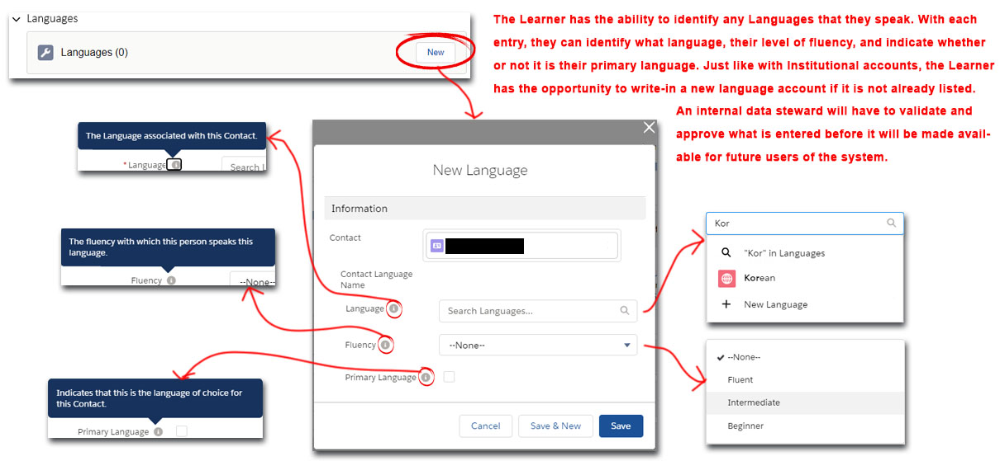 Languages
Languages (0)
New
The Learner has the ability to identify any Languages that they speak. With each
entry, they can identify what language, their level of fluency, and indicate whether
or not it is their primary language. Just like with Institutional accounts, the Learner
has the opportunity to write-in a new language account if it is not already listed.
An internal data steward will have to validate and
approve what is entered before it will be made avail-
able for future users of the system.
The Language associated with this Contact.
*Language
Search L
The fluency with which this person speaks this
language.
Fluency
--None--
Indicates that this is the language of choice for
this Contact.
Primary Language
New Language
Information
Contact
Contact Language
Name
Language
Search Languages...
Fluency
--None--
Primary Language
Cancel
Save & New
Save
Kor
"Kor" in Languages
Korean
New Language
--None--
Fluent
Intermediate
Beginner